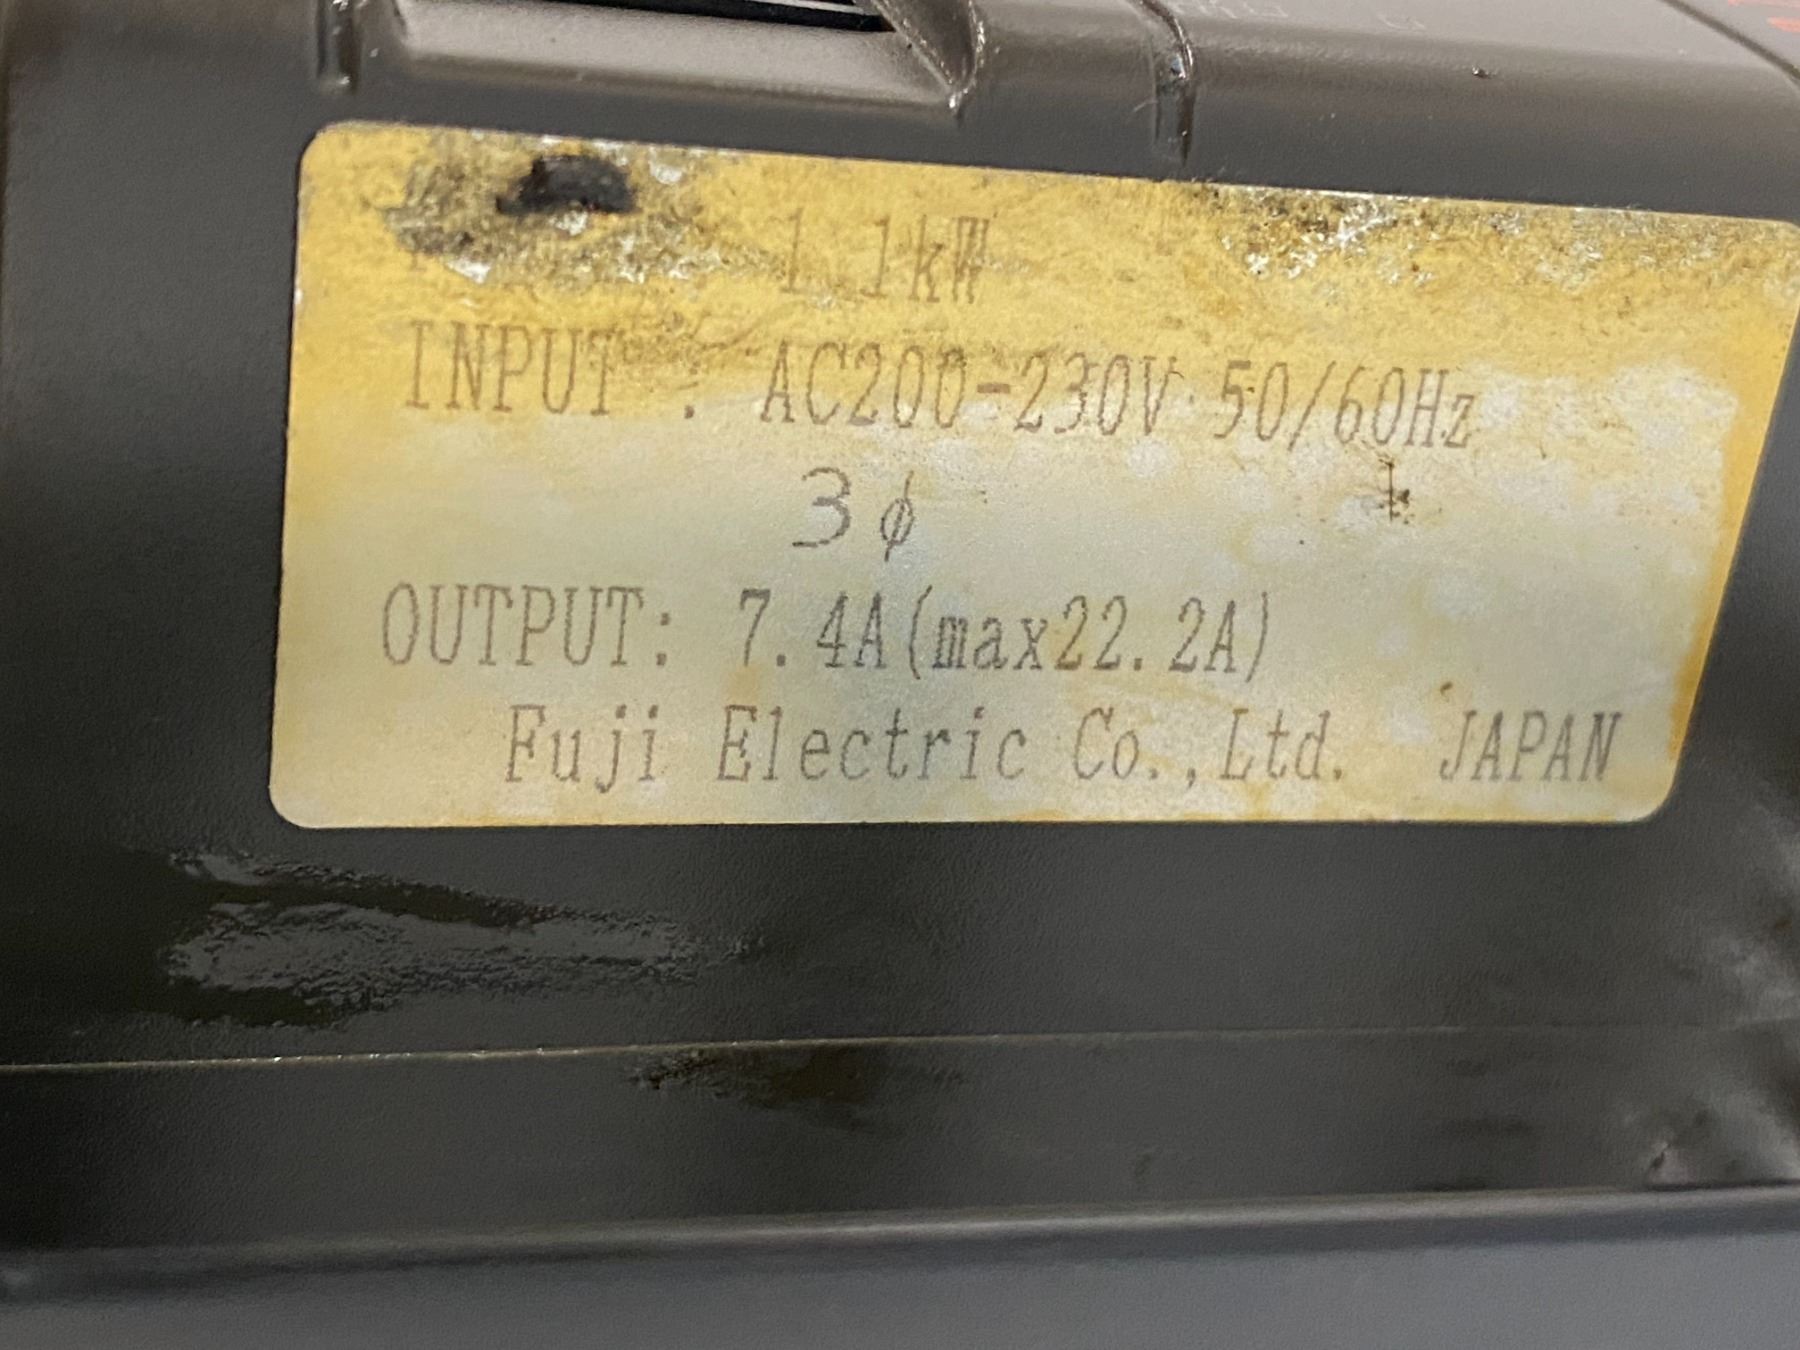 1.1kW
INPUT : AC200-230V 50/60Hz
3φ
OUTPUT: 7.4A(max22.2A)
Fuji Electric Co.,Ltd. JAPAN